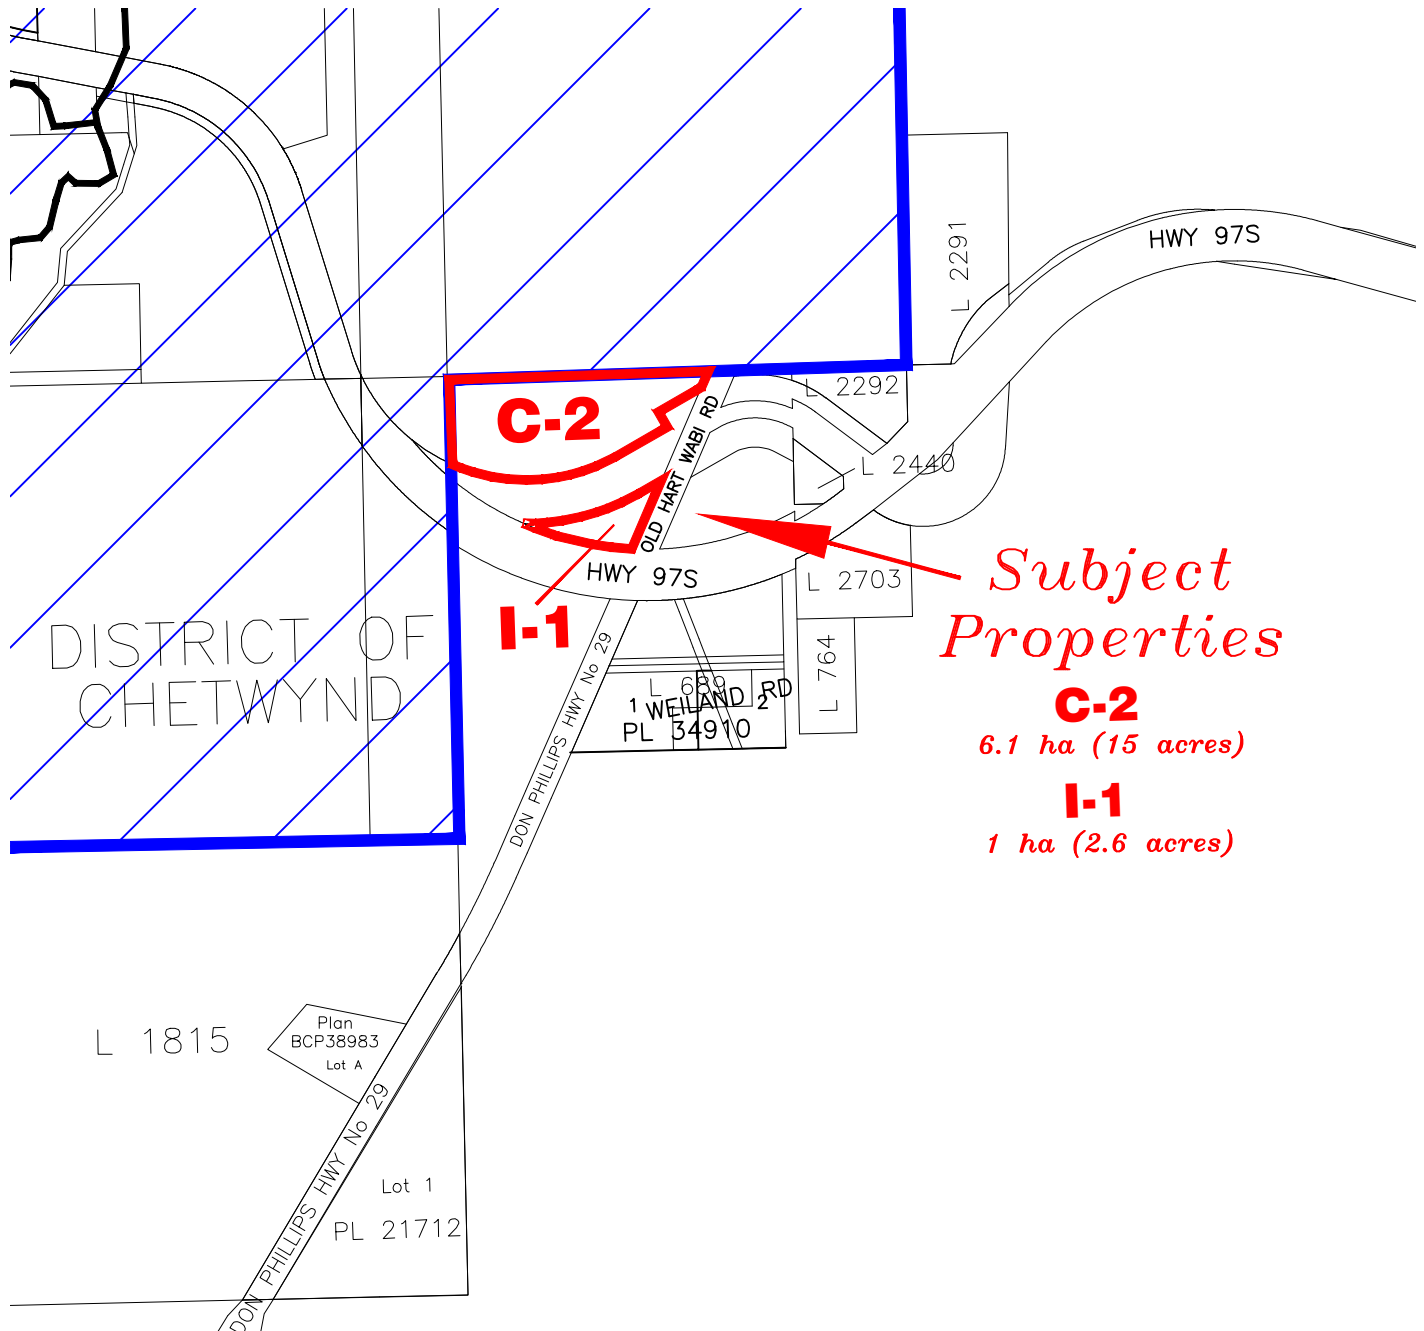 L 2291
HWY 97S
C-2
L 2292
OLD HART WABI RD
L 2440
HWY 97S
I-1
L 2703
Subject
Properties
C-2
6.1 ha (15 acres)
I-1
1 ha (2.6 acres)
DISTRICT OF
CHETWYND
L 764
L 689
1 WEILAND RD
2
PL 34910
DON PHILLIPS HWY No 29
L 1815
Plan
BCP38983
Lot A
DON PHILLIPS HWY No 29
Lot 1
PL 21712